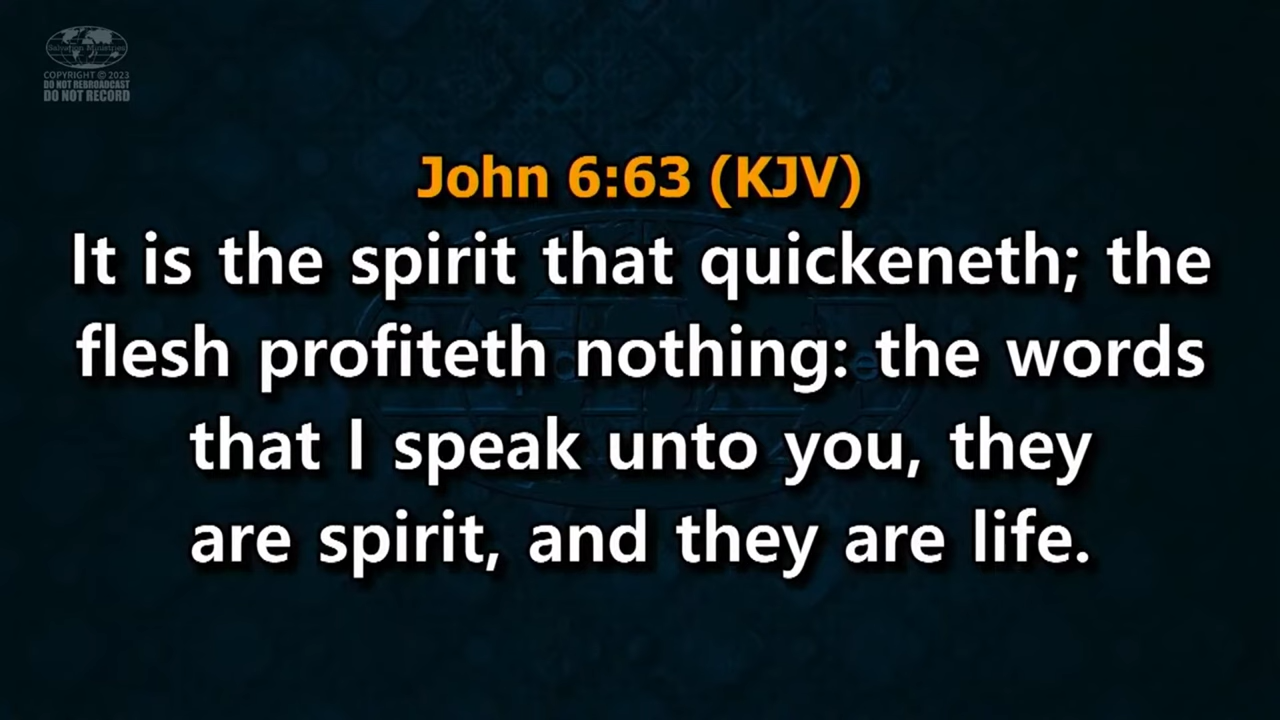 Salvation Ministries
COPYRIGHT © 2023
DO NOT REBROADCAST
DO NOT RECORD
John 6:63 (KJV)
It is the spirit that quickeneth; the
flesh profiteth nothing: the words
that I speak unto you, they
are spirit, and they are life.